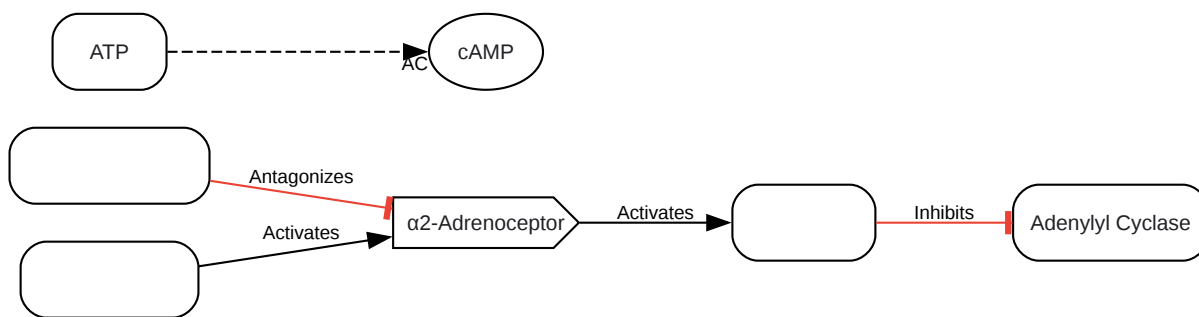 ATP
AC
cAMP
Antagonizes
Activates
α2-Adrenoceptor
Activates
Inhibits
Adenylyl Cyclase